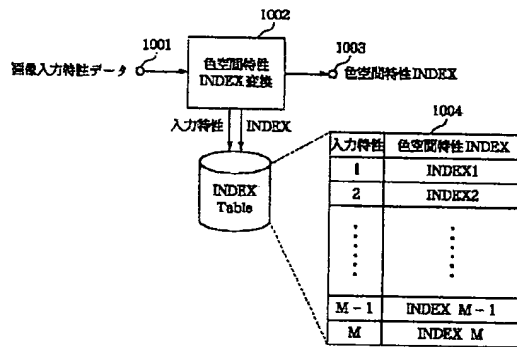 1002
1001
1003
画像入力特性データ
色空間特性
INDEX変換
色空間特性INDEX
入力特性
INDEX
1004
INDEX
Table
入力特性
色空間特性INDEX
1
INDEX1
2
INDEX2
M-1
INDEX M-1
M
INDEX M